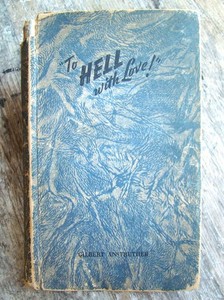 "To
HELL
with Love!"
GILBERT ANSTRUTHER